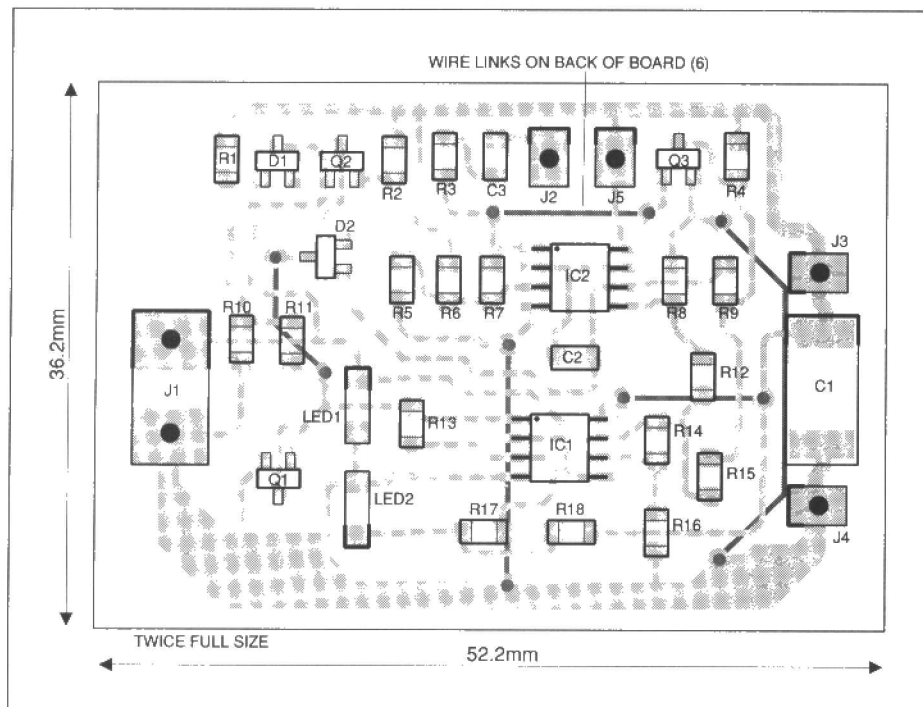 WIRE LINKS ON BACK OF BOARD (6)
R1
D1
Q2
R2
R3
C3
J2
J5
Q3
R4
D2
J3
IC2
R5
R6
R7
R8
R9
R10
R11
36.2mm
J1
C2
R12
C1
LED1
R13
IC1
R14
R15
Q1
LED2
R17
R18
R16
J4
TWICE FULL SIZE
52.2mm